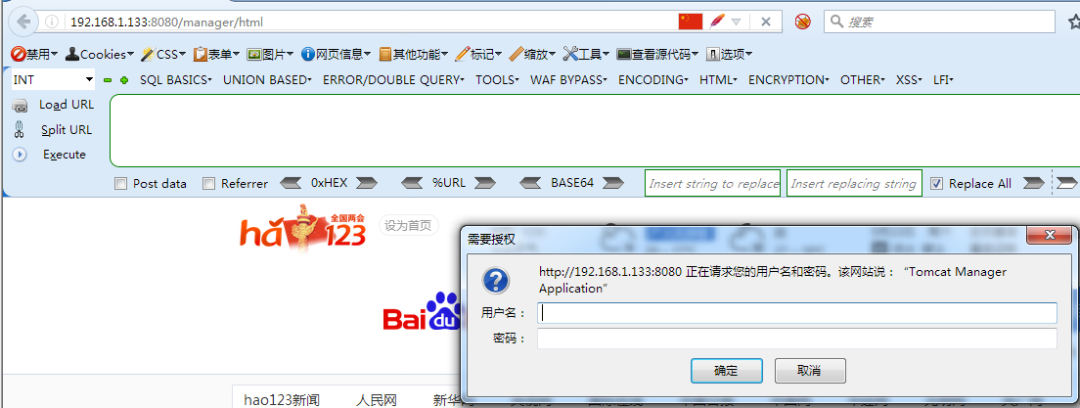 192.168.1.133:8080/manager/html 搜索
禁用 Cookies CSS 表单 图片 网页信息 其他功能 标记 缩放 工具 查看源代码 选项
INT SQL BASICS UNION BASED ERROR/DOUBLE QUERY TOOLS WAF BYPASS ENCODING HTML ENCRYPTION OTHER XSS LFI
Load URL
Split URL
Execute
Post data Referrer 0xHEX %URL BASE64 Insert string to replace Insert replacing string Replace All
hao123 全国两会 设为首页
需要授权
http://192.168.1.133:8080 正在请求您的用户名和密码。该网站说：“Tomcat Manager
Application”
用户名：
密码：
确定 取消
Bai du
hao123新闻 人民网